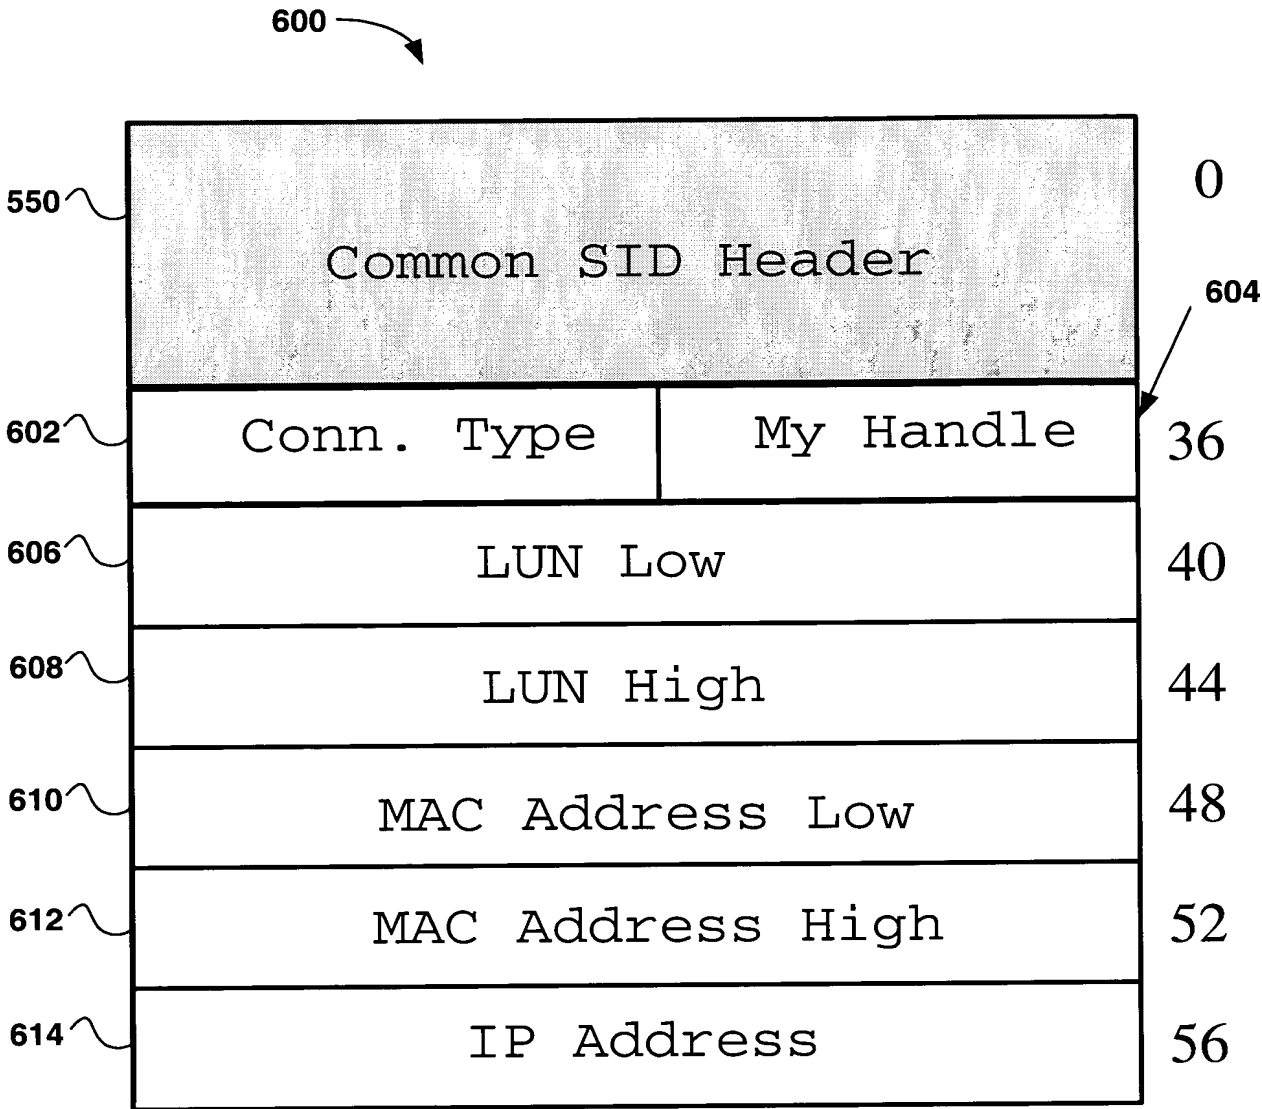 600
550
Common SID Header
0
604
602
Conn. Type
My Handle
36
606
LUN Low
40
608
LUN High
44
610
MAC Address Low
48
612
MAC Address High
52
614
IP Address
56